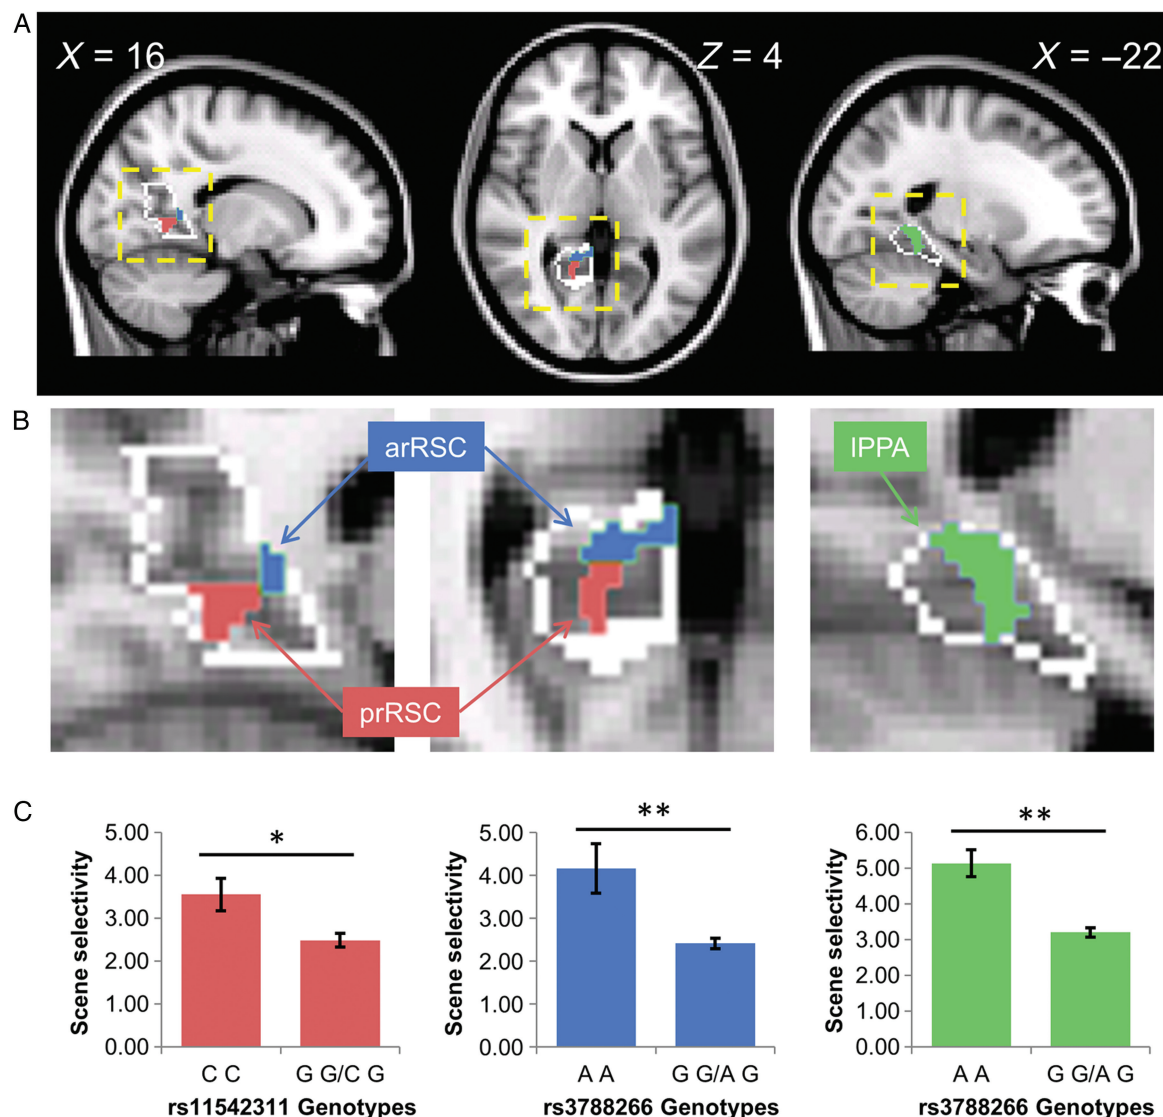 A
X = 16
Z = 4
X = –22
B
arRSC
lPPA
prRSC
C
5.00
4.00
3.00
2.00
1.00
0.00
Scene selectivity
*
C C
G G/C G
rs11542311 Genotypes
5.00
4.00
3.00
2.00
1.00
0.00
Scene selectivity
**
A A
G G/A G
rs3788266 Genotypes
6.00
5.00
4.00
3.00
2.00
1.00
0.00
Scene selectivity
**
A A
G G/A G
rs3788266 Genotypes